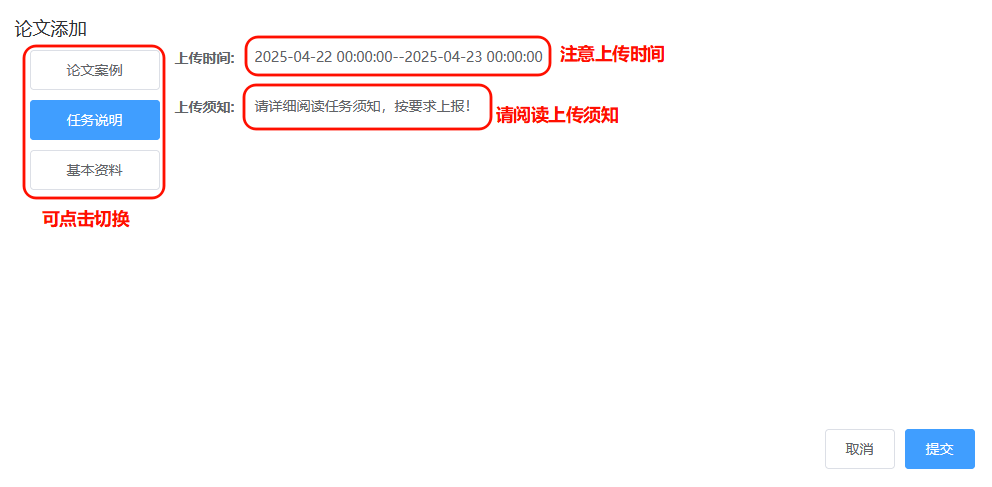 论文添加
论文案例
任务说明
基本资料
可点击切换
上传时间: 2025-04-22 00:00:00--2025-04-23 00:00:00 注意上传时间
上传须知: 请详细阅读任务须知，按要求上报！ 请阅读上传须知
取消 提交